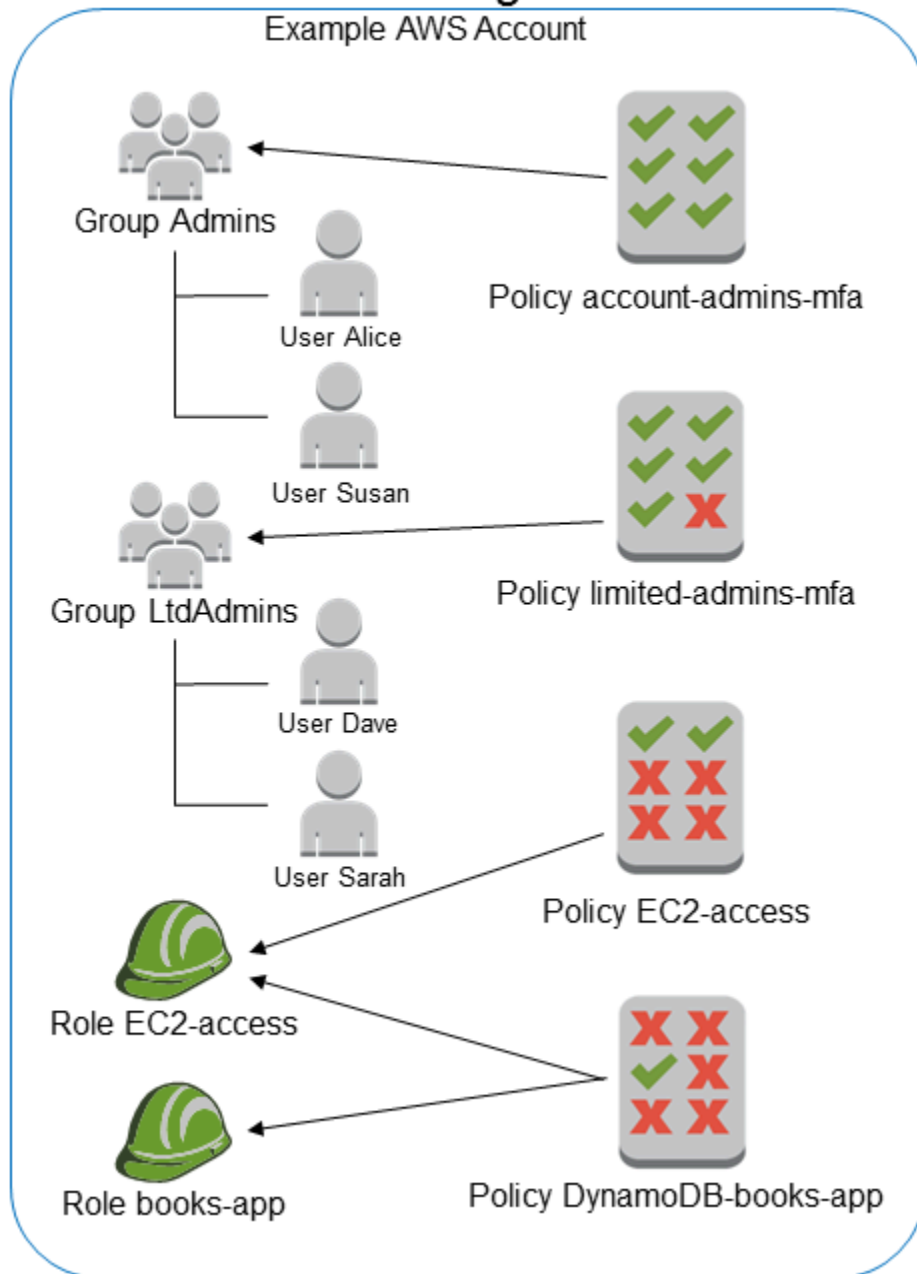 Example AWS Account
Group Admins
User Alice
Policy account-admins-mfa
User Susan
Group LtdAdmins
Policy limited-admins-mfa
User Dave
User Sarah
Policy EC2-access
Role EC2-access
Role books-app
Policy DynamoDB-books-app